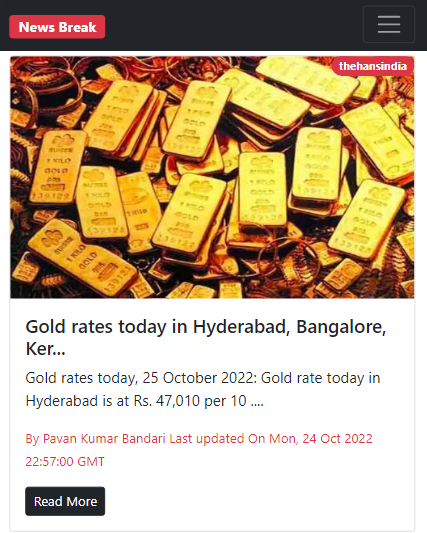 News Break
thehansindia
Gold rates today in Hyderabad, Bangalore,
Ker...
Gold rates today, 25 October 2022: Gold rate today in
Hyderabad is at Rs. 47,010 per 10 ....
By Pavan Kumar Bandari Last updated On Mon, 24 Oct 2022
22:57:00 GMT
Read More